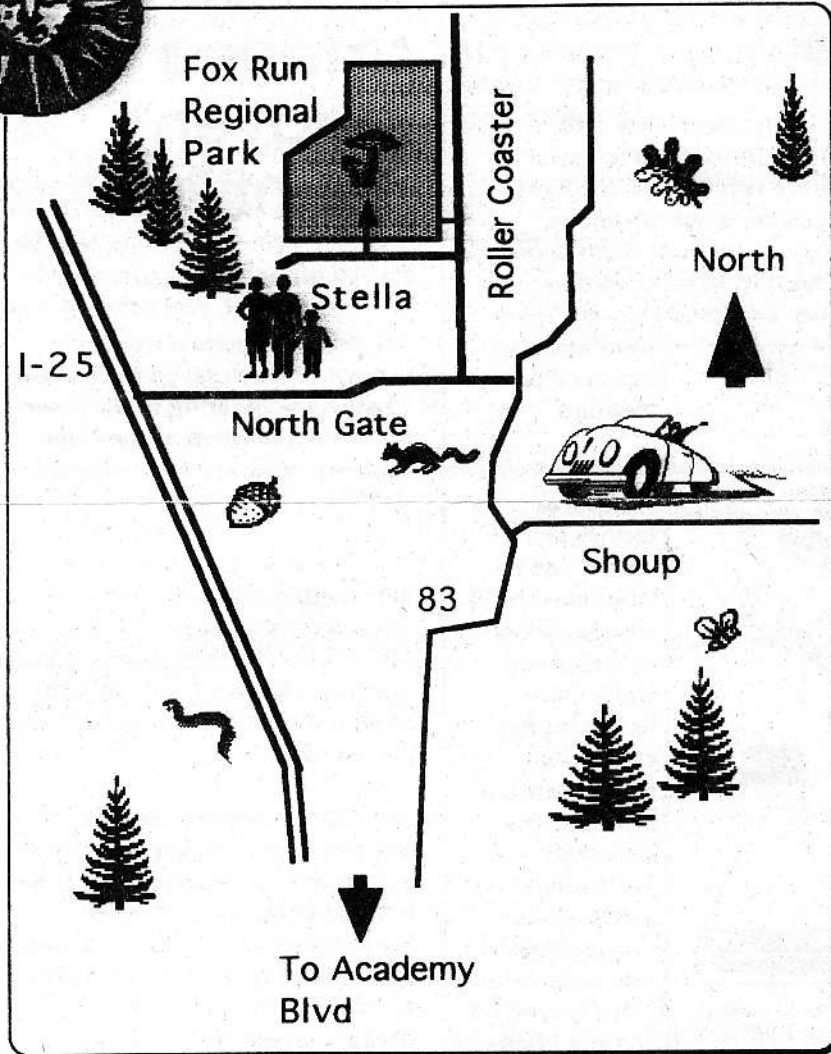 Fox Run
Regional
Park
Roller Coaster
North
Stella
I-25
North Gate
Shoup
83
To Academy
Blvd